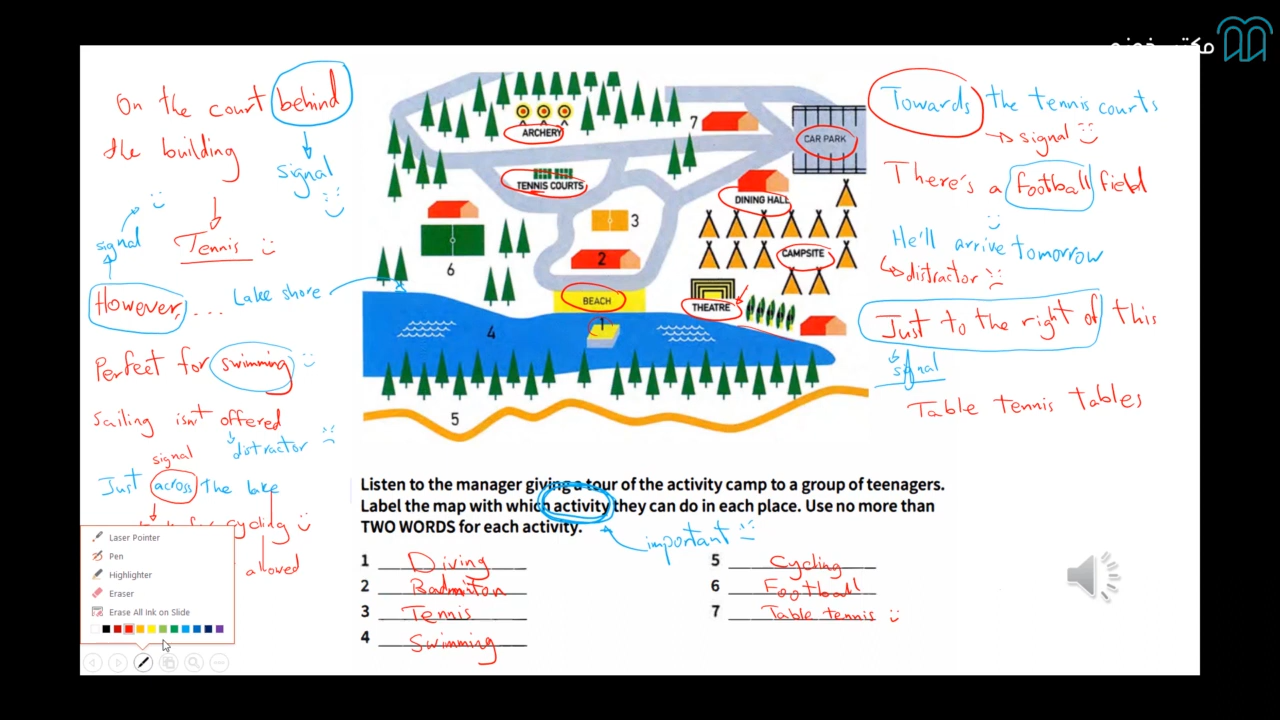 On the court behind
the building
signal
signal
Tennis
However, ...
Lake shore
Perfect for swimming
Sailing isn't offered
distractor
signal
Just across the lake
for cycling
allowed
Laser Pointer
Pen
Highlighter
Eraser
Erase All Ink on Slide
ARCHERY
7
CAR PARK
TENNIS COURTS
DINING HALL
3
6
2
CAMPSITE
BEACH
THEATRE
1
4
5
Towards the tennis courts
signal
There's a football field
He'll arrive tomorrow
distractor
Just to the right of this
signal
Table tennis tables
Listen to the manager giving a tour of the activity camp to a group of teenagers.
Label the map with which activity they can do in each place. Use no more than
TWO WORDS for each activity.
important
1 Diving
2 Badminton
3 Tennis
4 Swimming
5 Cycling
6 Football
7 Table tennis